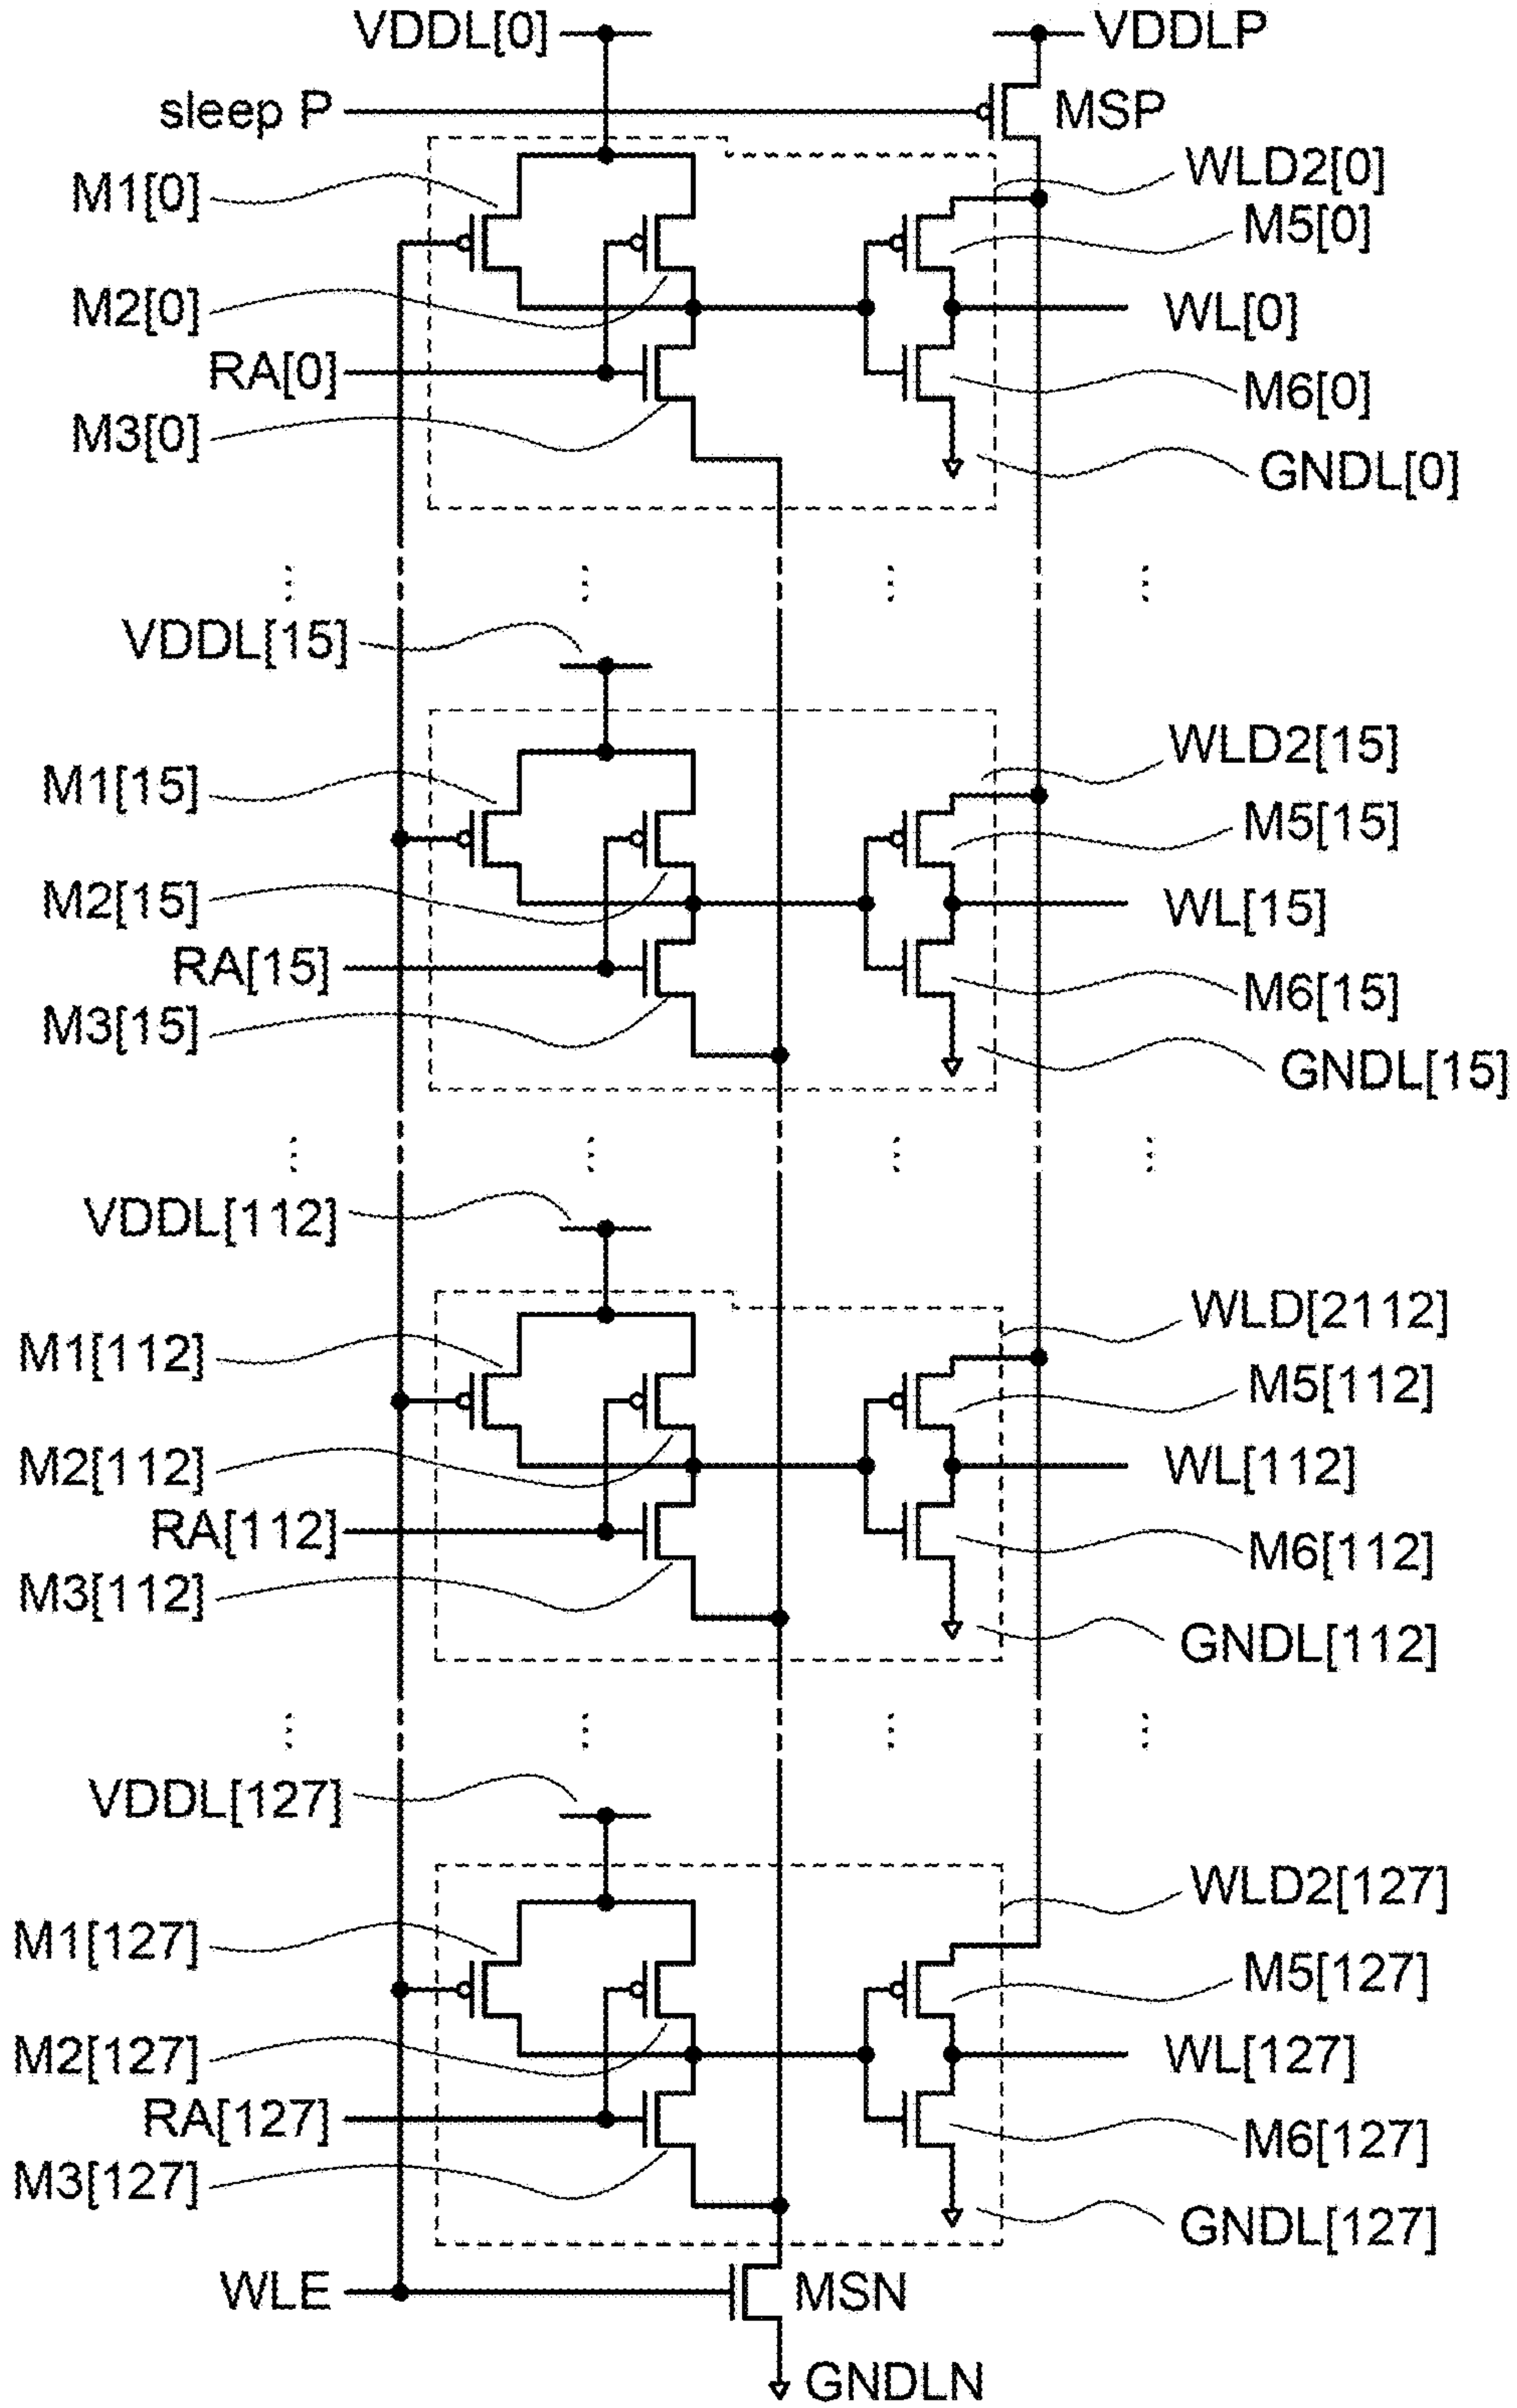 VDDL[0]
VDDLP
sleep P
MSP
M1[0]
WLD2[0]
M5[0]
M2[0]
WL[0]
RA[0]
M6[0]
M3[0]
GNDL[0]
VDDL[15]
WLD2[15]
M1[15]
M5[15]
M2[15]
WL[15]
RA[15]
M6[15]
M3[15]
GNDL[15]
VDDL[112]
WLD[2112]
M1[112]
M5[112]
M2[112]
WL[112]
RA[112]
M6[112]
M3[112]
GNDL[112]
VDDL[127]
WLD2[127]
M1[127]
M5[127]
M2[127]
WL[127]
RA[127]
M6[127]
M3[127]
GNDL[127]
WLE
MSN
GNDLN